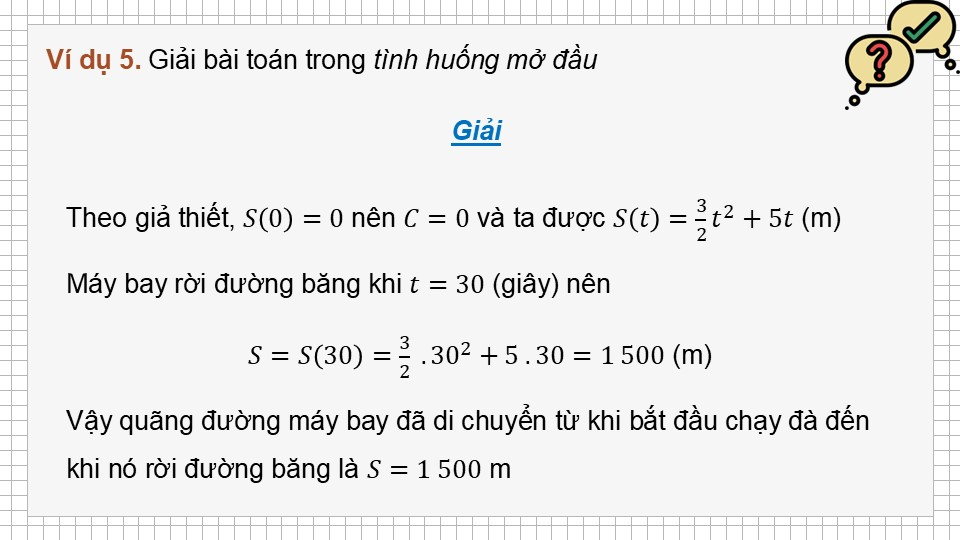 Ví dụ 5. Giải bài toán trong tình huống mở đầu
Giải
Theo giả thiết, 𝑆(0) = 0 nên 𝐶 = 0 và ta được 𝑆(𝑡) = 3/2 𝑡² + 5𝑡 (m)
Máy bay rời đường băng khi 𝑡 = 30 (giây) nên
𝑆 = 𝑆(30) = 3/2 . 30² + 5 . 30 = 1 500 (m)
Vậy quãng đường máy bay đã di chuyển từ khi bắt đầu chạy đà đến
khi nó rời đường băng là 𝑆 = 1 500 m